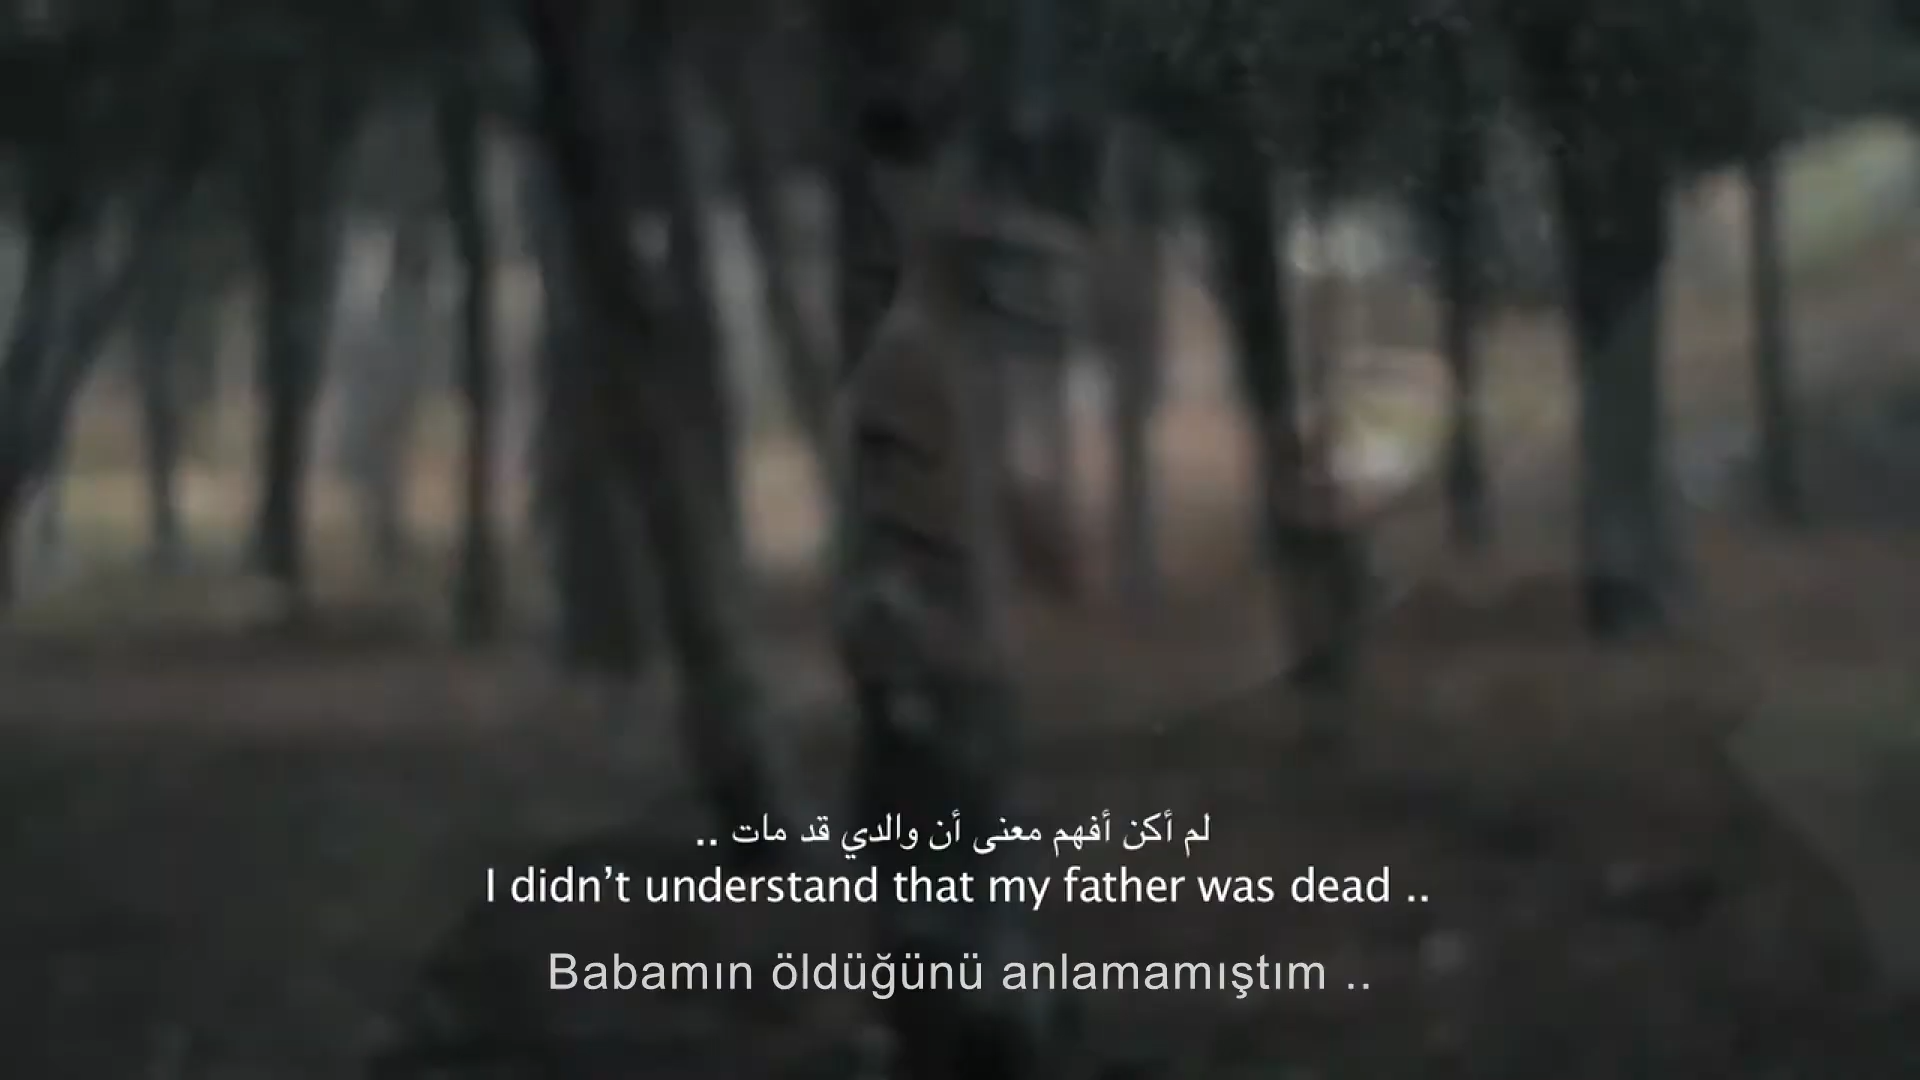 لم أكن أفهم معنى أن والدي قد مات ..
I didn’t understand that my father was dead ..
Babamın öldüğünü anlamamıştım ..